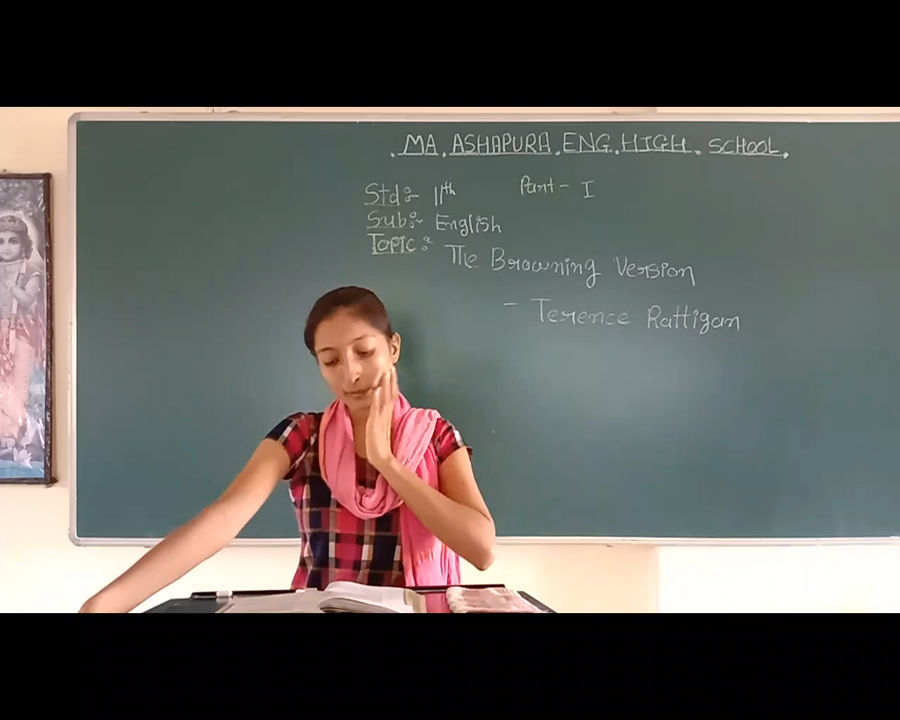 . MA. ASHAPURA. ENG. HIGH. SCHOOL.
Std:- 11th Part - I
Sub:- English
Topic:- The Browning Version
- Terence Rattigan